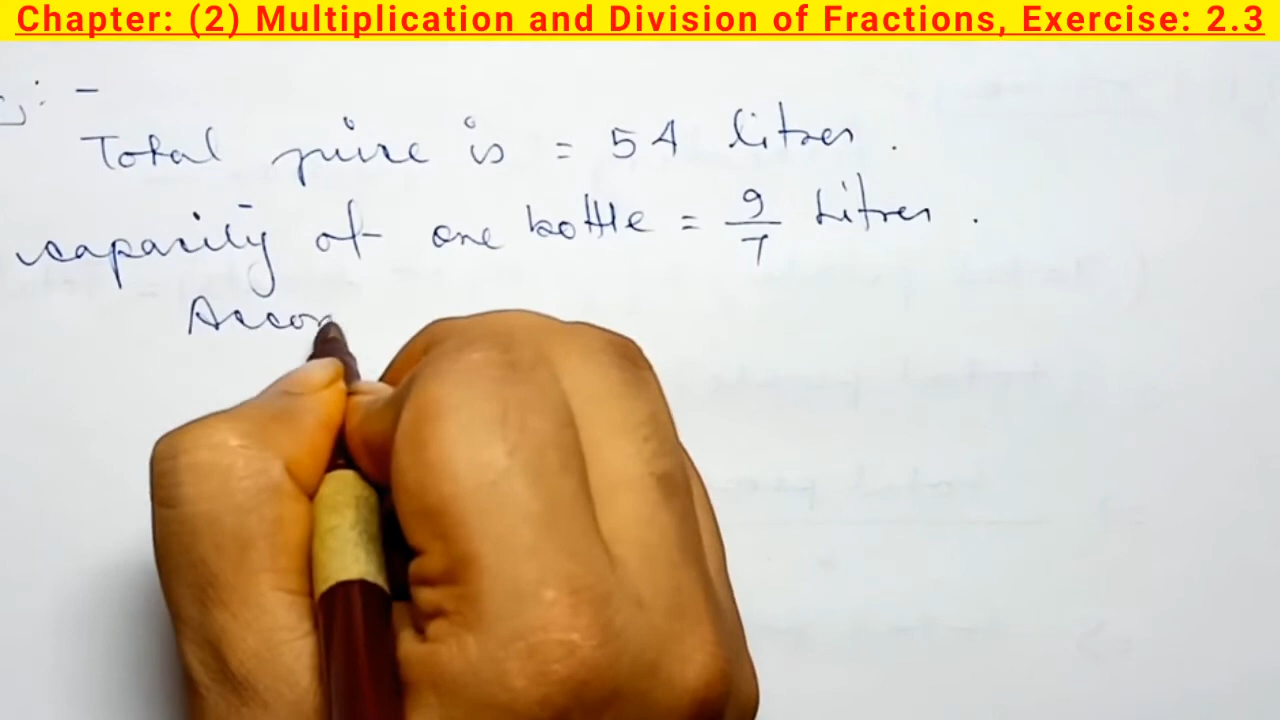 Chapter: (2) Multiplication and Division of Fractions, Exercise: 2.3
Total juice is = 54 litres.
capacity of one bottle = 9/7 Litres.
Accor